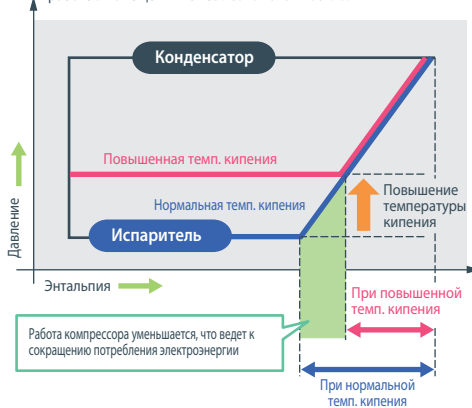 Конденсатор
Повышенная темп. кипения
Нормальная темп. кипения
Испаритель
Повышение
температуры
кипения
Давление
Энтальпия
При повышенной
темп. кипения
Работа компрессора уменьшается, что ведет к
сокращению потребления электроэнергии
При нормальной
темп. кипения